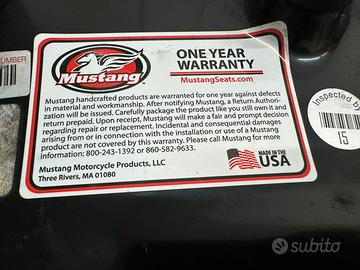 NUMBER
Mustang
ONE YEAR
WARRANTY
MustangSeats.com
Mustang handcrafted products are warranted for one year against defects
in material and workmanship. After notifying Mustang, a Return Authori-
zation will be issued. Carefully package the product like you still own it and
return prepaid. Upon receipt, Mustang will make a fair and prompt decision
regarding repair or replacement. Incidental and consequential damages
arising from or in connection with the installation or use of a Mustang
product are not covered by this warranty. Please call Mustang for more
information: 800-243-1392 or 860-582-9633.
Mustang Motorcycle Products, LLC
Three Rivers, MA 01080
MADE IN THE
USA
Inspected by
15
subito